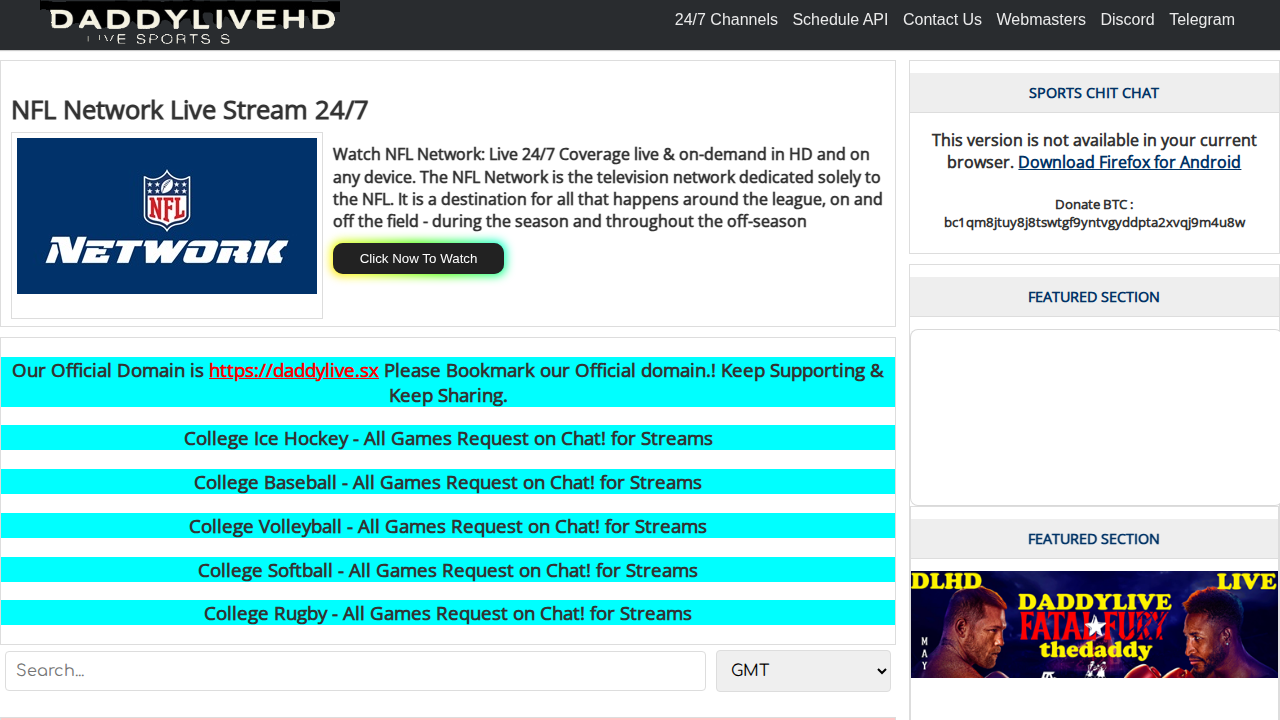 DADDYLIVEHD
LIVE SPORTS S
24/7 Channels Schedule API Contact Us Webmasters Discord Telegram
NFL Network Live Stream 24/7
NFL
NETWORK
Watch NFL Network: Live 24/7 Coverage live & on-demand in HD and on
any device. The NFL Network is the television network dedicated solely to
the NFL. It is a destination for all that happens around the league, on and
off the field - during the season and throughout the off-season
Click Now To Watch
Our Official Domain is https://daddylive.sx Please Bookmark our Official domain.! Keep Supporting &
Keep Sharing.
College Ice Hockey - All Games Request on Chat! for Streams
College Baseball - All Games Request on Chat! for Streams
College Volleyball - All Games Request on Chat! for Streams
College Softball - All Games Request on Chat! for Streams
College Rugby - All Games Request on Chat! for Streams
Search...
GMT
SPORTS CHIT CHAT
This version is not available in your current
browser. Download Firefox for Android
Donate BTC :
bc1qm8jtuy8j8tswtgf9yntvgyddpta2xvqj9m4u8w
FEATURED SECTION
FEATURED SECTION
DLHD LIVE
DADDYLIVE
FATAL FURY
thedaddy
MAY